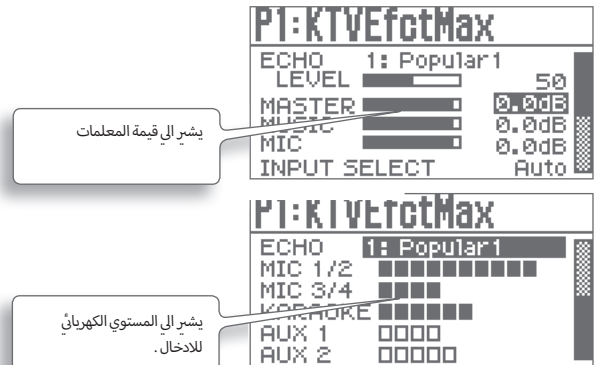 P1:KTVEfctMax
ECHO 1: Popular1
LEVEL 50
MASTER 0.0dB
MUSIC 0.0dB
MIC 0.0dB
INPUT SELECT Auto
يشير الي قيمة المعلمات
P1:KTVEfctMax
ECHO 1: Popular1
MIC 1/2
MIC 3/4
KARAOKE
AUX 1
AUX 2
يشير الي المستوي الكهربائي
للادخال .